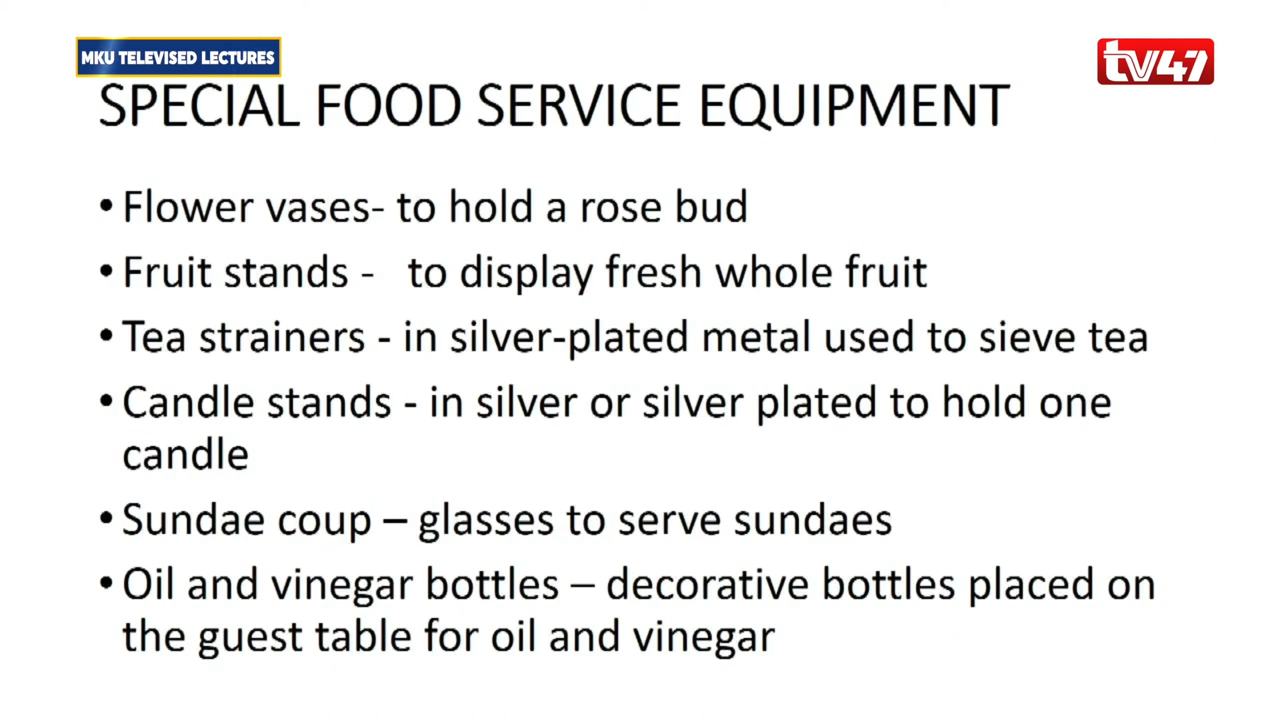 MKU TELEVISED LECTURES
tv47
SPECIAL FOOD SERVICE EQUIPMENT
• Flower vases- to hold a rose bud
• Fruit stands - to display fresh whole fruit
• Tea strainers - in silver-plated metal used to sieve tea
• Candle stands - in silver or silver plated to hold one
candle
• Sundae coup – glasses to serve sundaes
• Oil and vinegar bottles – decorative bottles placed on
the guest table for oil and vinegar